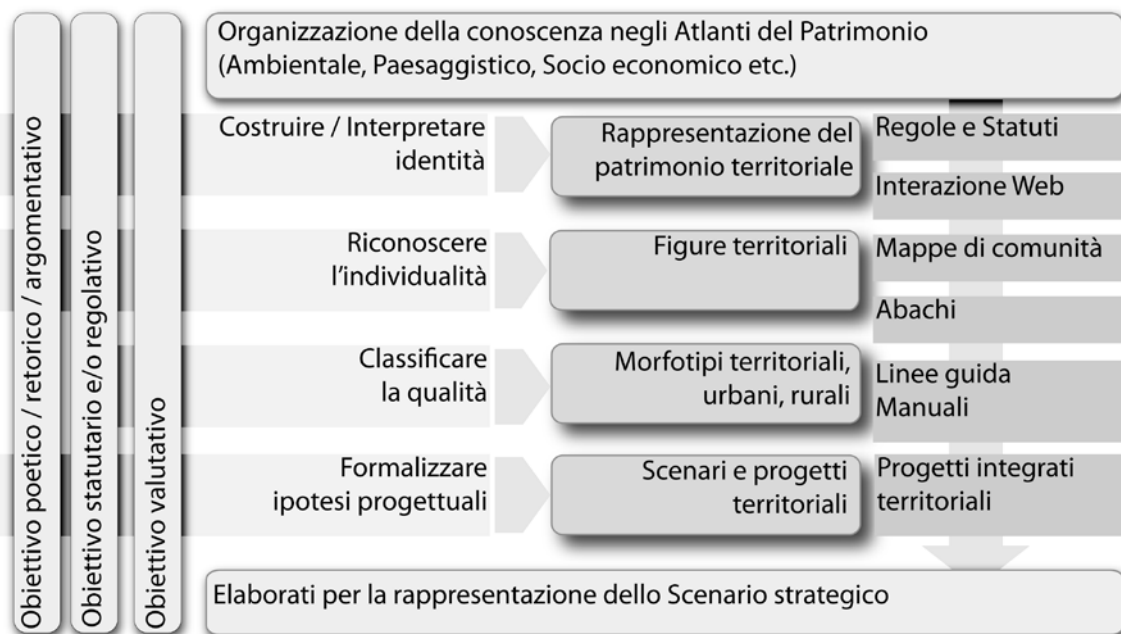 Organizzazione della conoscenza negli Atlanti del Patrimonio
(Ambientale, Paesaggistico, Socio economico etc.)
Obiettivo poetico / retorico / argomentativo
Obiettivo statutario e/o regolativo
Obiettivo valutativo
Costruire / Interpretare
identità
Rappresentazione del
patrimonio territoriale
Regole e Statuti
Interazione Web
Riconoscere
l'individualità
Figure territoriali
Mappe di comunità
Abachi
Classificare
la qualità
Morfotipi territoriali,
urbani, rurali
Linee guida
Manuali
Formalizzare
ipotesi progettuali
Scenari e progetti
territoriali
Progetti integrati
territoriali
Elaborati per la rappresentazione dello Scenario strategico